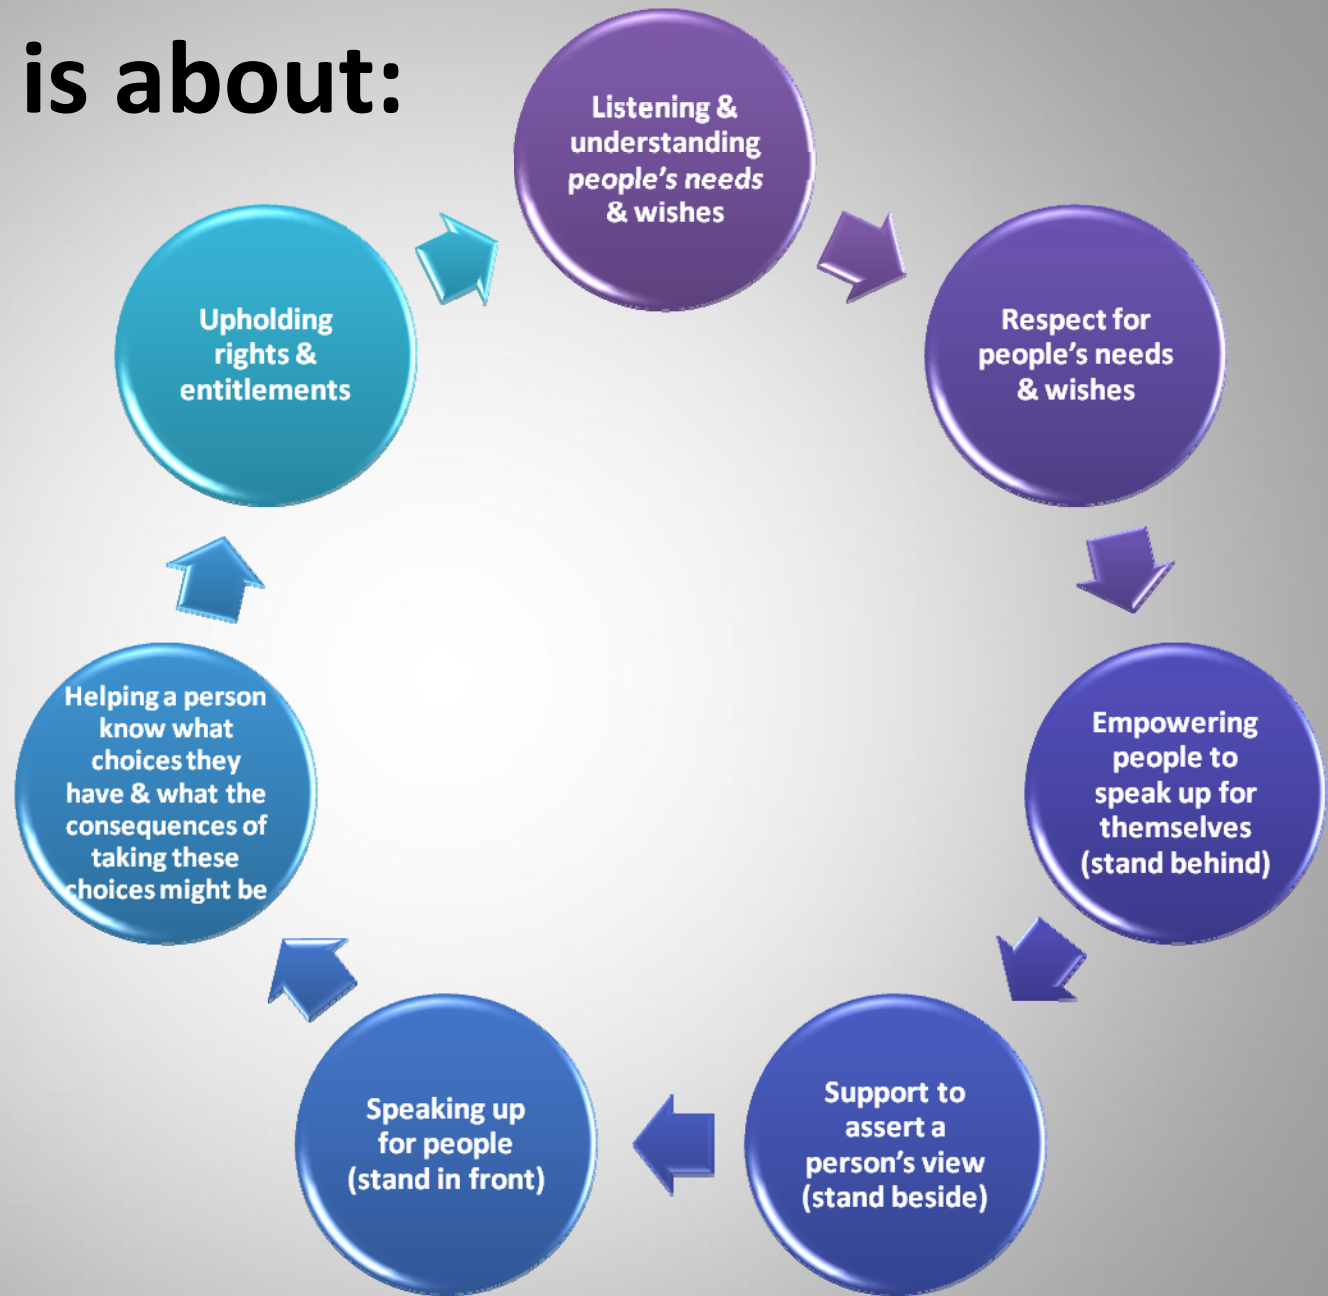 is about:
Listening &
understanding
people's needs
& wishes
Respect for
people's needs
& wishes
Empowering
people to
speak up for
themselves
(stand behind)
Support to
assert a
person's view
(stand beside)
Speaking up
for people
(stand in front)
Helping a person
know what
choices they
have & what the
consequences of
taking these
choices might be
Upholding
rights &
entitlements